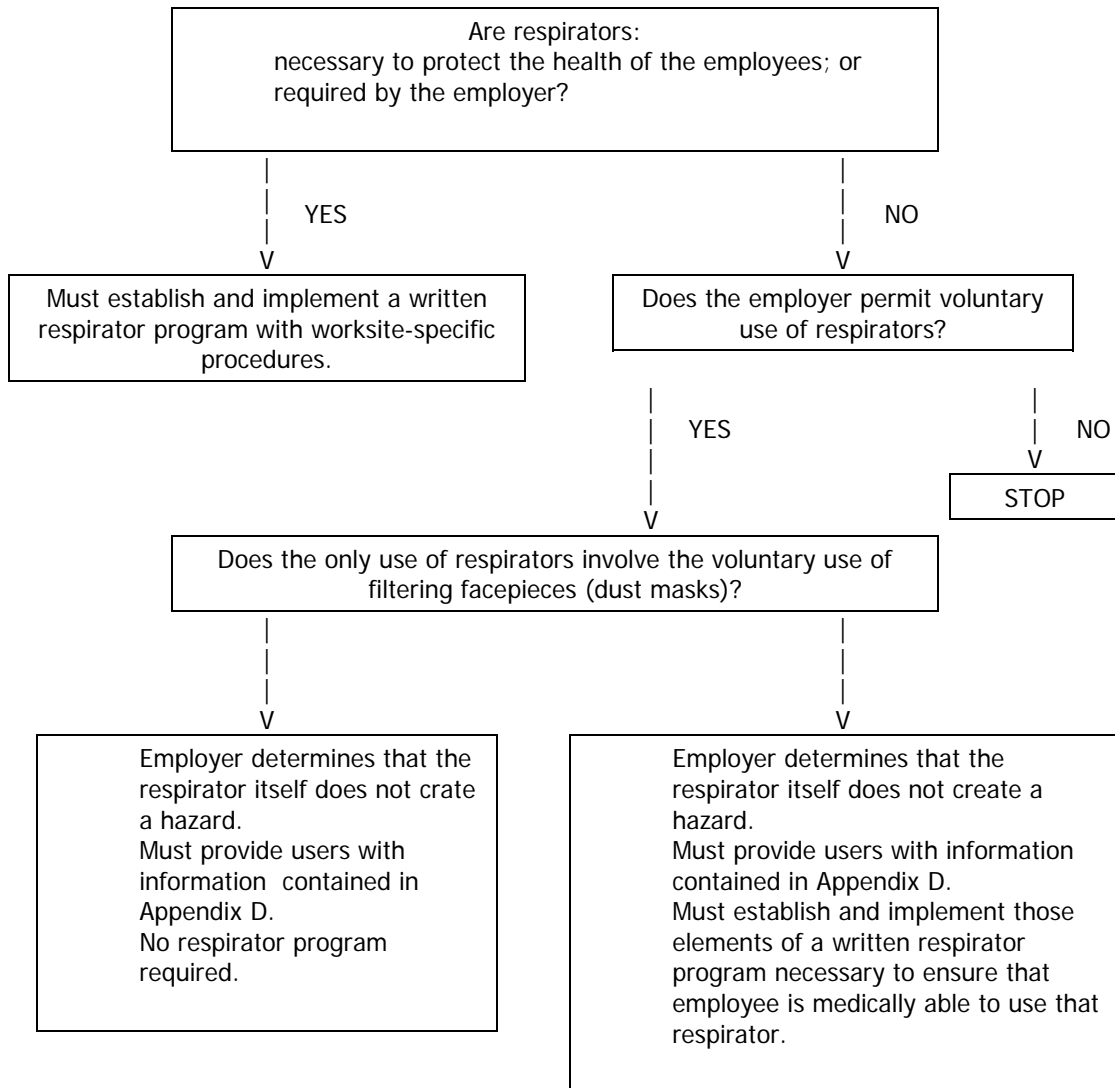 Are respirators:
necessary to protect the health of the employees; or
required by the employer?
YES
NO
Must establish and implement a written
respirator program with worksite-specific
procedures.
Does the employer permit voluntary
use of respirators?
YES
NO
STOP
Does the only use of respirators involve the voluntary use of
filtering facepieces (dust masks)?
Employer determines that the
respirator itself does not crate
a hazard.
Must provide users with
information contained in
Appendix D.
No respirator program
required.
Employer determines that the
respirator itself does not create a
hazard.
Must provide users with information
contained in Appendix D.
Must establish and implement those
elements of a written respirator
program necessary to ensure that
employee is medically able to use that
respirator.